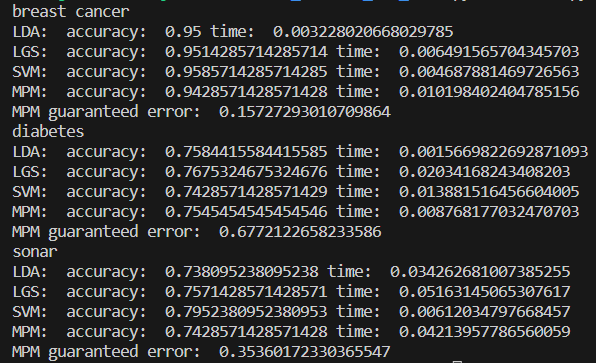 breast cancer
LDA:  accuracy:  0.95 time:  0.003228020668029785
LGS:  accuracy:  0.9514285714285714 time:  0.006491565704345703
SVM:  accuracy:  0.9585714285714285 time:  0.004687881469726563
MPM:  accuracy:  0.9428571428571428 time:  0.010198402404785156
MPM guaranteed error:  0.15727293010709864
diabetes
LDA:  accuracy:  0.7584415584415585 time:  0.0015669822692871093
LGS:  accuracy:  0.7675324675324676 time:  0.02034168243408203
SVM:  accuracy:  0.7428571428571429 time:  0.013881516456604005
MPM:  accuracy:  0.7545454545454546 time:  0.008768177032470703
MPM guaranteed error:  0.6772122658233586
sonar
LDA:  accuracy:  0.738095238095238 time:  0.034262681007385255
LGS:  accuracy:  0.7571428571428571 time:  0.05163145065307617
SVM:  accuracy:  0.7952380952380953 time:  0.00612034797668457
MPM:  accuracy:  0.7428571428571428 time:  0.04213957786560059
MPM guaranteed error:  0.35360172330365547